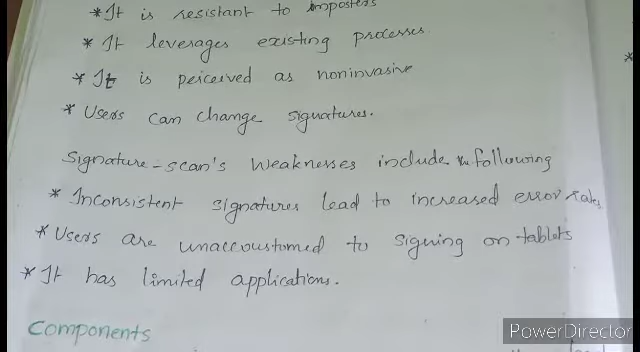 * It is resistant to imposters
* It leverages existing processes.
* It is peiceived as noninvasive
* Users can change signatures.
Signature-scan's weaknesses include the following
* Inconsistent signatures lead to increased error rates
* Users are unaccoustomed to signing on tablets
* It has limited applications.
Components
PowerDirector